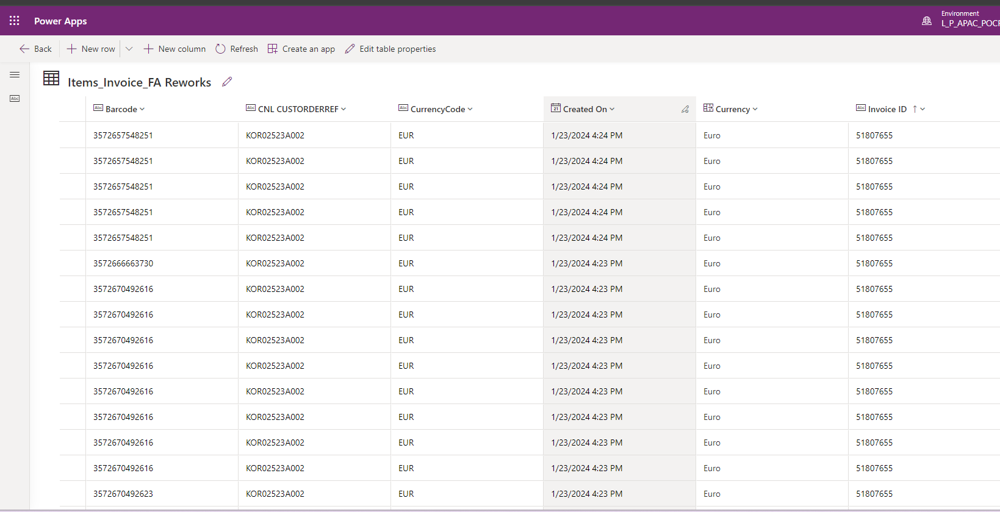 Power Apps
Environment
L_P_APAC_POCF
Back
New row
New column
Refresh
Create an app
Edit table properties
Items_Invoice_FA Reworks
Abc Barcode Abc CNL CUSTORDERREF Abc CurrencyCode 21 Created On Currency Abc Invoice ID ↑
3572657548251 KOR02523A002 EUR 1/23/2024 4:24 PM Euro 51807655
3572657548251 KOR02523A002 EUR 1/23/2024 4:24 PM Euro 51807655
3572657548251 KOR02523A002 EUR 1/23/2024 4:24 PM Euro 51807655
3572657548251 KOR02523A002 EUR 1/23/2024 4:24 PM Euro 51807655
3572657548251 KOR02523A002 EUR 1/23/2024 4:24 PM Euro 51807655
3572666663730 KOR02523A002 EUR 1/23/2024 4:23 PM Euro 51807655
3572670492616 KOR02523A002 EUR 1/23/2024 4:23 PM Euro 51807655
3572670492616 KOR02523A002 EUR 1/23/2024 4:23 PM Euro 51807655
3572670492616 KOR02523A002 EUR 1/23/2024 4:23 PM Euro 51807655
3572670492616 KOR02523A002 EUR 1/23/2024 4:23 PM Euro 51807655
3572670492616 KOR02523A002 EUR 1/23/2024 4:23 PM Euro 51807655
3572670492616 KOR02523A002 EUR 1/23/2024 4:23 PM Euro 51807655
3572670492616 KOR02523A002 EUR 1/23/2024 4:23 PM Euro 51807655
3572670492616 KOR02523A002 EUR 1/23/2024 4:23 PM Euro 51807655
3572670492623 KOR02523A002 EUR 1/23/2024 4:23 PM Euro 51807655